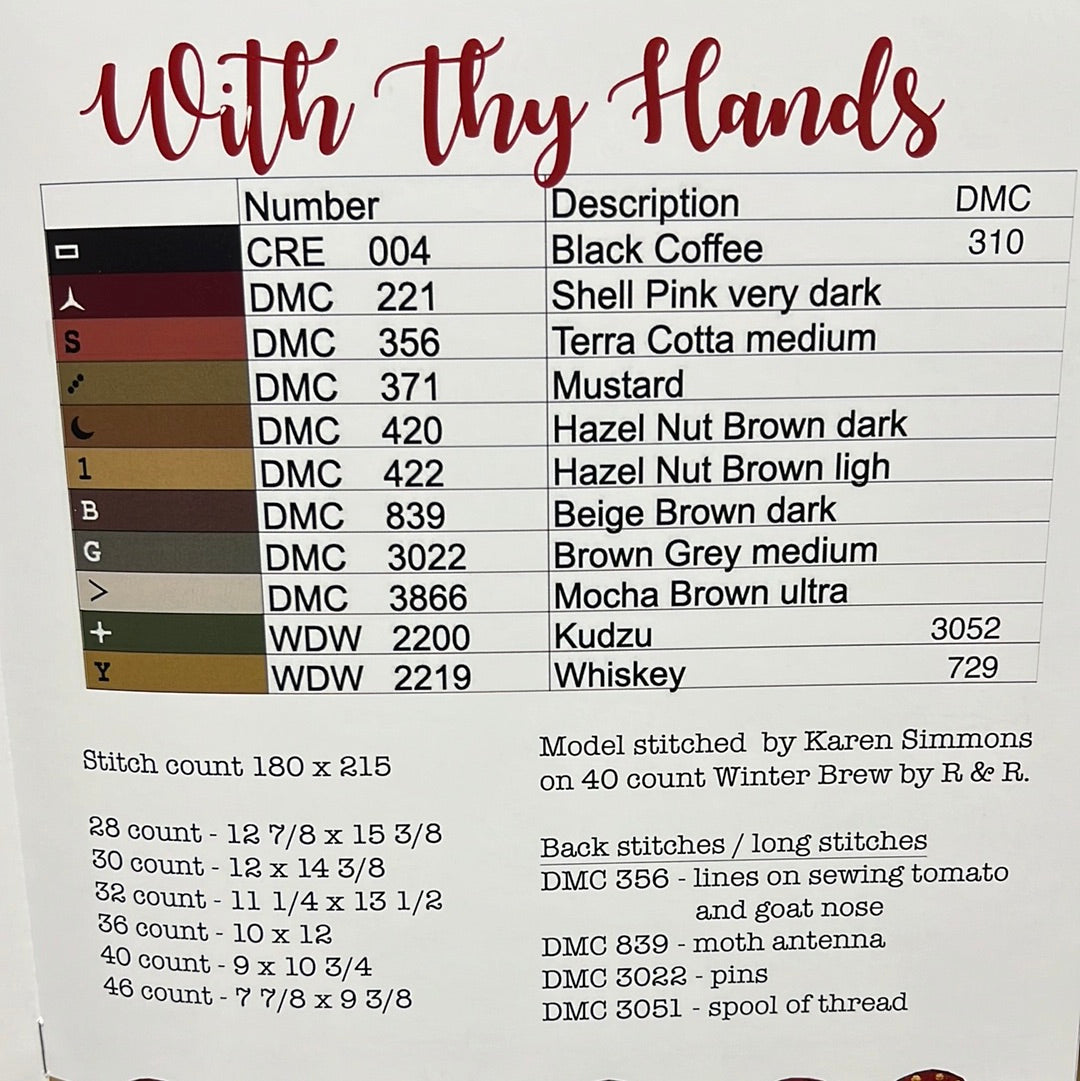 With Thy Hands
Number Description DMC
CRE 004 Black Coffee 310
DMC 221 Shell Pink very dark
S DMC 356 Terra Cotta medium
DMC 371 Mustard
DMC 420 Hazel Nut Brown dark
1 DMC 422 Hazel Nut Brown ligh
B DMC 839 Beige Brown dark
G DMC 3022 Brown Grey medium
> DMC 3866 Mocha Brown ultra
+ WDW 2200 Kudzu 3052
Y WDW 2219 Whiskey 729
Stitch count 180 x 215
28 count - 12 7/8 x 15 3/8
30 count - 12 x 14 3/8
32 count - 11 1/4 x 13 1/2
36 count - 10 x 12
40 count - 9 x 10 3/4
46 count - 7 7/8 x 9 3/8
Model stitched by Karen Simmons
on 40 count Winter Brew by R & R.
Back stitches / long stitches
DMC 356 - lines on sewing tomato
and goat nose
DMC 839 - moth antenna
DMC 3022 - pins
DMC 3051 - spool of thread